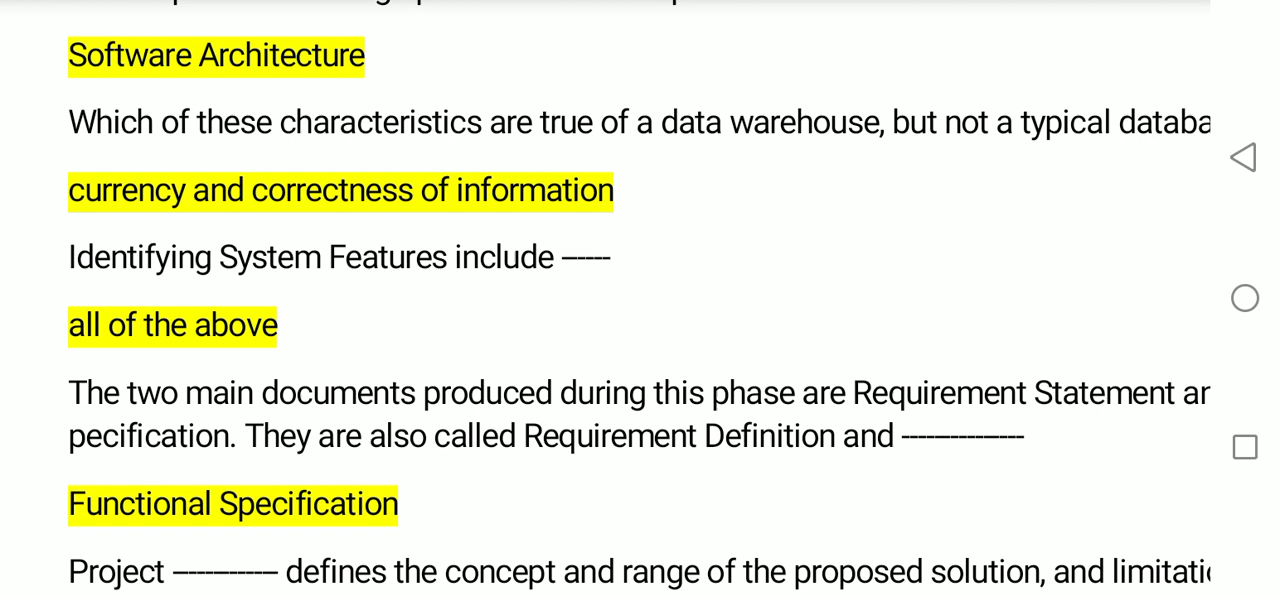 Software Architecture
Which of these characteristics are true of a data warehouse, but not a typical databa
currency and correctness of information
Identifying System Features include -----
all of the above
The two main documents produced during this phase are Requirement Statement ar
pecification. They are also called Requirement Definition and --------------
Functional Specification
Project ----------- defines the concept and range of the proposed solution, and limitati